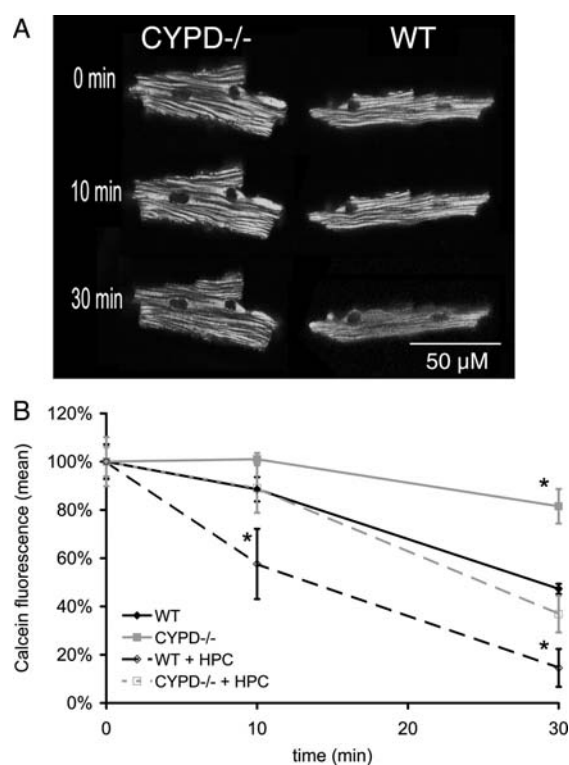 A
CYPD-/- WT
0 min
10 min
30 min
50 µM
B
Calcein fluorescence (mean)
120%
100%
80%
60%
40%
20%
0%
*
*
*
WT
CYPD-/-
WT + HPC
CYPD-/- + HPC
0 10 20 30
time (min)